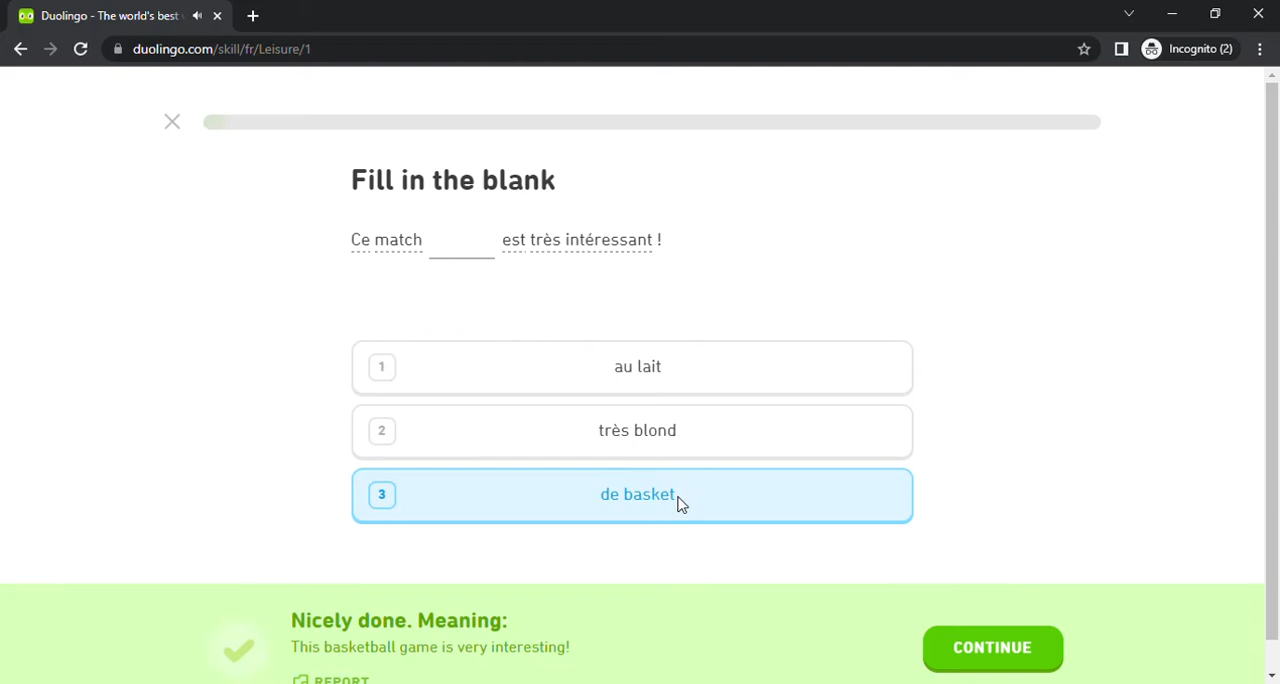 Duolingo - The world's best
duolingo.com/skill/fr/Leisure/1
Incognito (2)
Fill in the blank
Ce match ______ est très intéressant !
1 au lait
2 très blond
3 de basket
Nicely done. Meaning:
This basketball game is very interesting!
CONTINUE
REPORT